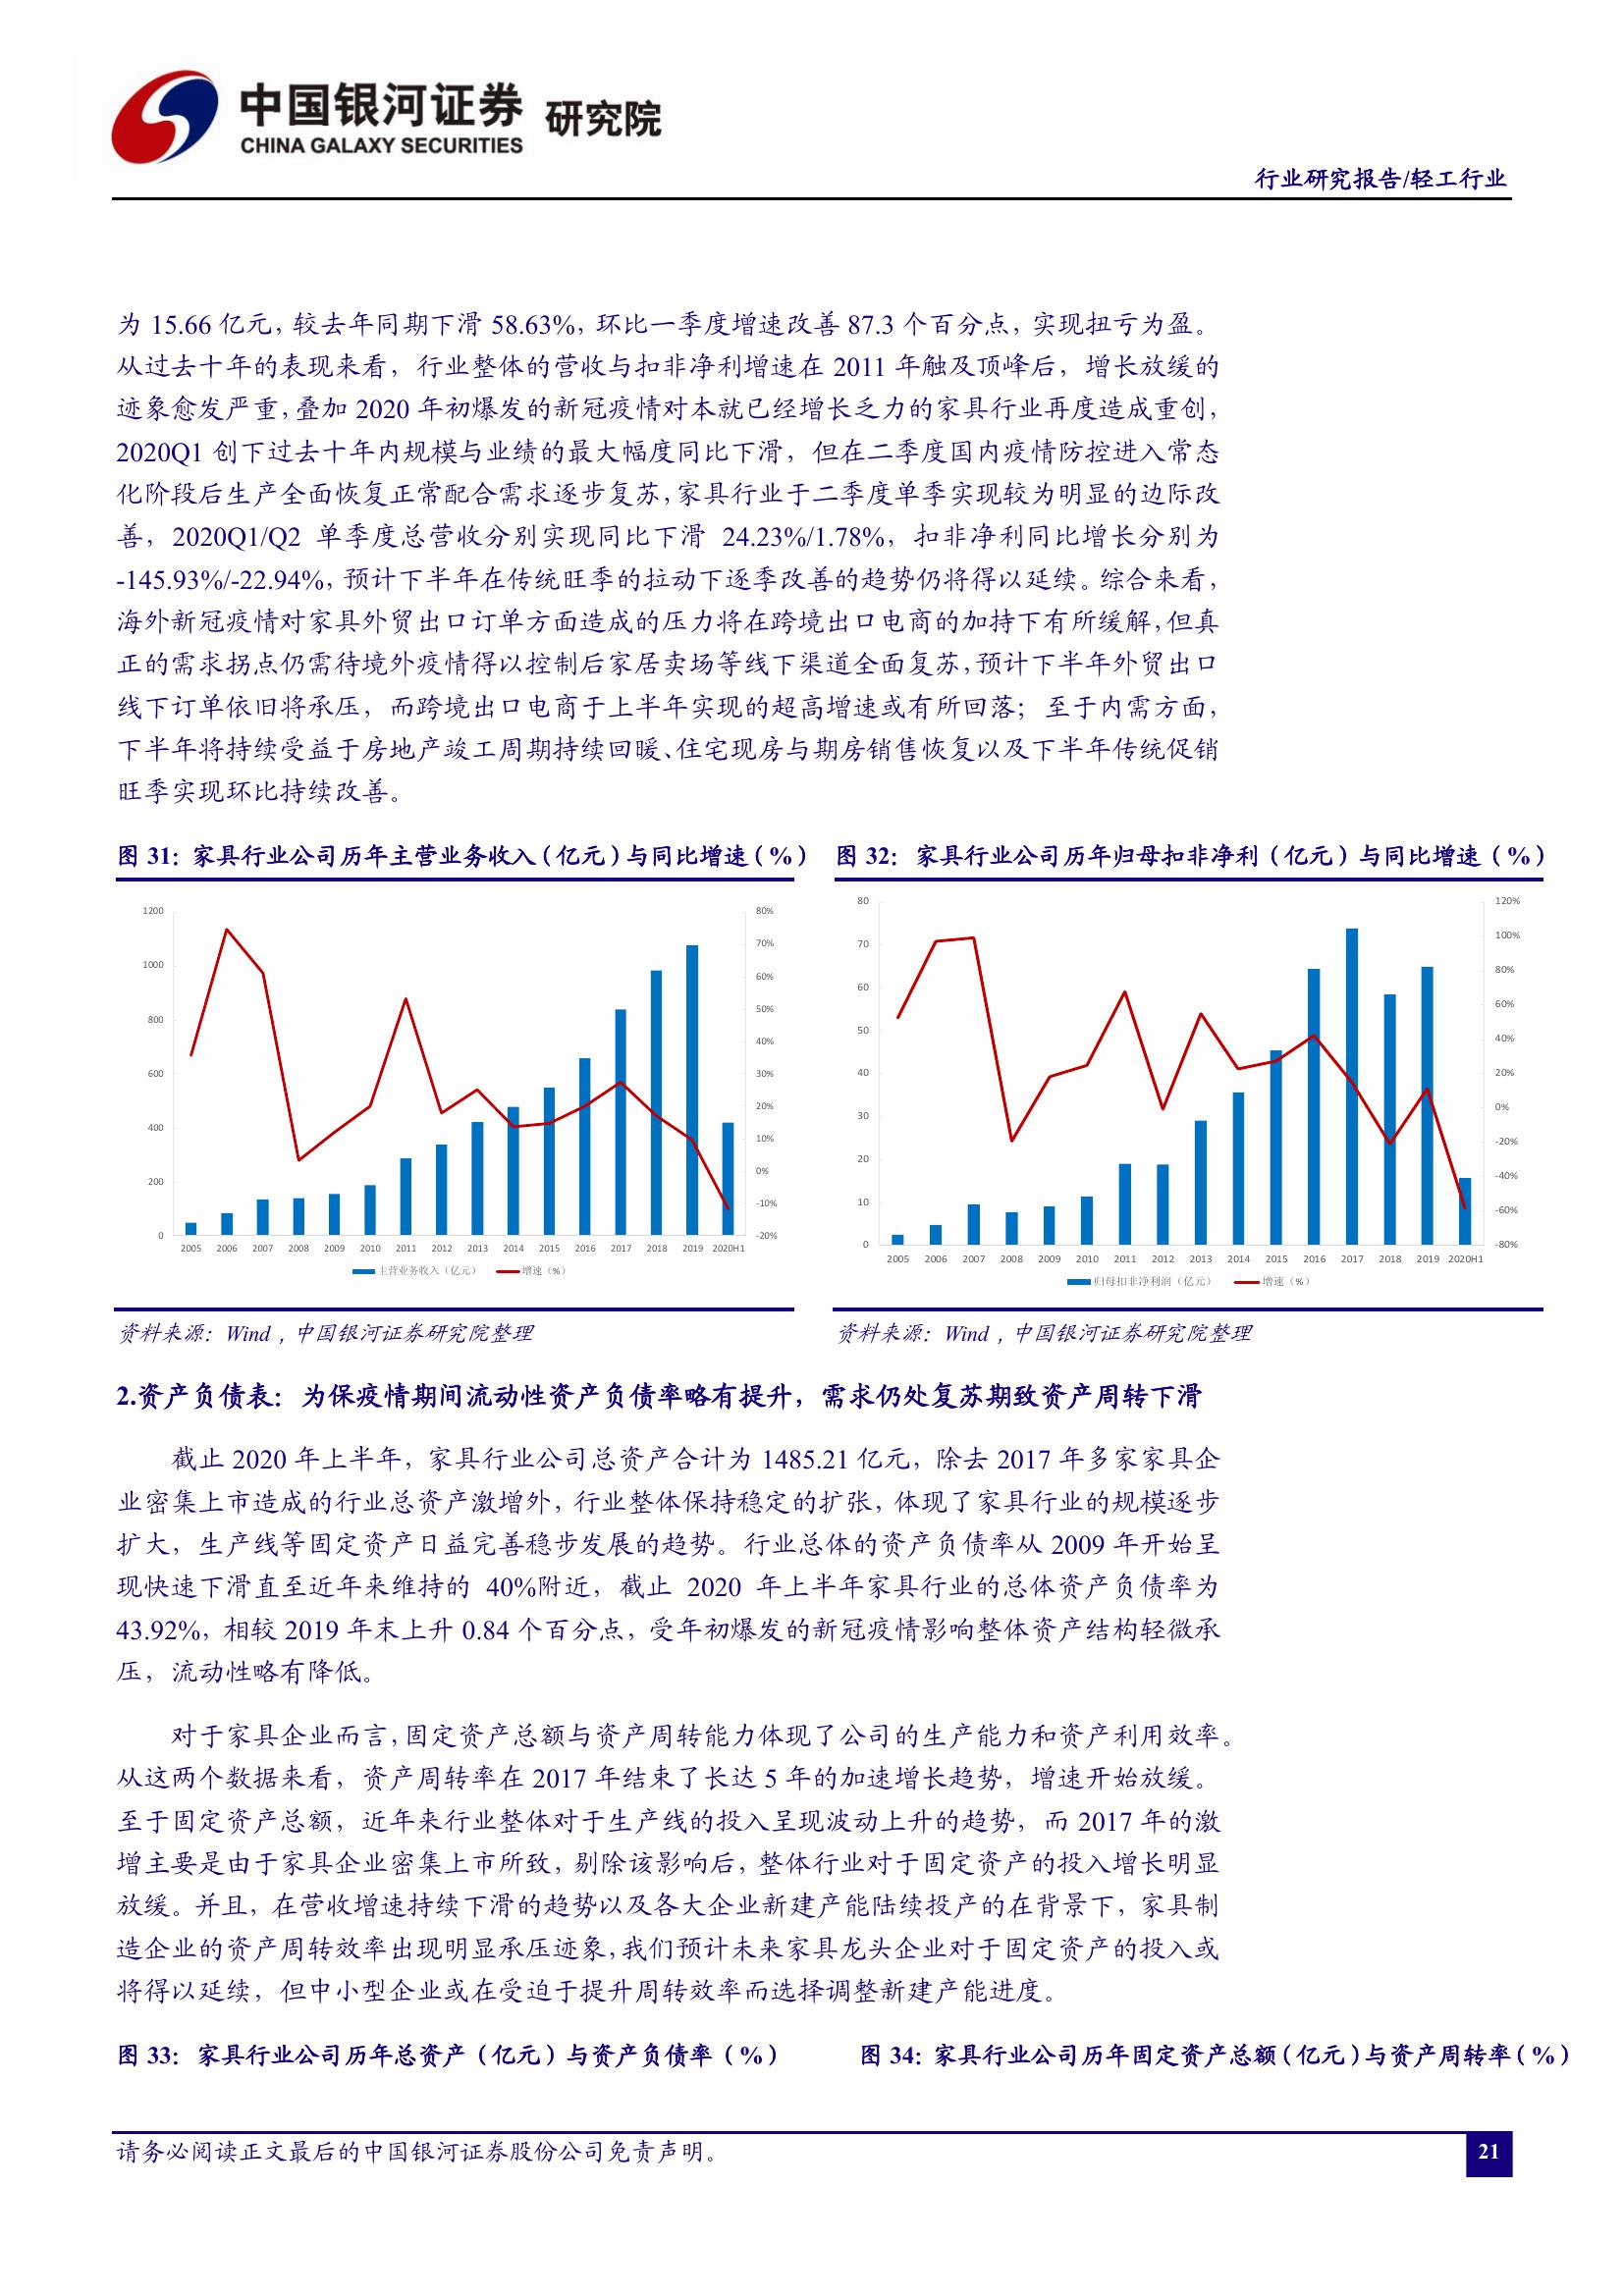 中国银河证券 研究院
CHINA GALAXY SECURITIES
行业研究报告/轻工行业
为 15.66 亿元，较去年同期下滑 58.63%，环比一季度增速改善 87.3 个百分点，实现扭亏为盈。
从过去十年的表现来看，行业整体的营收与扣非净利增速在 2011 年触及顶峰后，增长放缓的
迹象愈发严重，叠加 2020 年初爆发的新冠疫情对本就已经增长乏力的家具行业再度造成重创，
2020Q1 创下过去十年内规模与业绩的最大幅度同比下滑，但在二季度国内疫情防控进入常态
化阶段后生产全面恢复正常配合需求逐步复苏，家具行业于二季度单季实现较为明显的边际改
善，2020Q1/Q2 单季度总营收分别实现同比下滑 24.23%/1.78%，扣非净利同比增长分别为
-145.93%/-22.94%，预计下半年在传统旺季的拉动下逐季改善的趋势仍将得以延续。综合来看，
海外新冠疫情对家具外贸出口订单方面造成的压力将在跨境出口电商的加持下有所缓解，但真
正的需求拐点仍需待境外疫情得以控制后家居卖场等线下渠道全面复苏，预计下半年外贸出口
线下订单依旧将承压，而跨境出口电商于上半年实现的超高增速或有所回落；至于内需方面，
下半年将持续受益于房地产竣工周期持续回暖、住宅现房与期房销售恢复以及下半年传统促销
旺季实现环比持续改善。
图 31：家具行业公司历年主营业务收入（亿元）与同比增速（%）
1200
1000
800
600
400
200
0
80%
70%
60%
50%
40%
30%
20%
10%
0%
-10%
-20%
2005 2006 2007 2008 2009 2010 2011 2012 2013 2014 2015 2016 2017 2018 2019 2020H1
主营业务收入（亿元） 增速（%）
资料来源：Wind，中国银河证券研究院整理
图 32：家具行业公司历年归母扣非净利（亿元）与同比增速（%）
80
70
60
50
40
30
20
10
0
120%
100%
80%
60%
40%
20%
0%
-20%
-40%
-60%
-80%
2005 2006 2007 2008 2009 2010 2011 2012 2013 2014 2015 2016 2017 2018 2019 2020H1
归母扣非净利润（亿元） 增速（%）
资料来源：Wind，中国银河证券研究院整理
2.资产负债表：为保疫情期间流动性资产负债率略有提升，需求仍处复苏期致资产周转下滑
截止 2020 年上半年，家具行业公司总资产合计为 1485.21 亿元，除去 2017 年多家家具企
业密集上市造成的行业总资产激增外，行业整体保持稳定的扩张，体现了家具行业的规模逐步
扩大，生产线等固定资产日益完善稳步发展的趋势。行业总体的资产负债率从 2009 年开始呈
现快速下滑直至近年来维持的 40%附近，截止 2020 年上半年家具行业的总体资产负债率为
43.92%，相较 2019 年末上升 0.84 个百分点，受年初爆发的新冠疫情影响整体资产结构轻微承
压，流动性略有降低。
对于家具企业而言，固定资产总额与资产周转能力体现了公司的生产能力和资产利用效率。
从这两个数据来看，资产周转率在 2017 年结束了长达 5 年的加速增长趋势，增速开始放缓。
至于固定资产总额，近年来行业整体对于生产线的投入呈现波动上升的趋势，而 2017 年的激
增主要是由于家具企业密集上市所致，剔除该影响后，整体行业对于固定资产的投入增长明显
放缓。并且，在营收增速持续下滑的趋势以及各大企业新建产能陆续投产的在背景下，家具制
造企业的资产周转效率出现明显承压迹象，我们预计未来家具龙头企业对于固定资产的投入或
将得以延续，但中小型企业或在受迫于提升周转效率而选择调整新建产能进度。
图 33：家具行业公司历年总资产（亿元）与资产负债率（%）
图 34：家具行业公司历年固定资产总额（亿元）与资产周转率（%）
请务必阅读正文最后的中国银河证券股份公司免责声明。
21